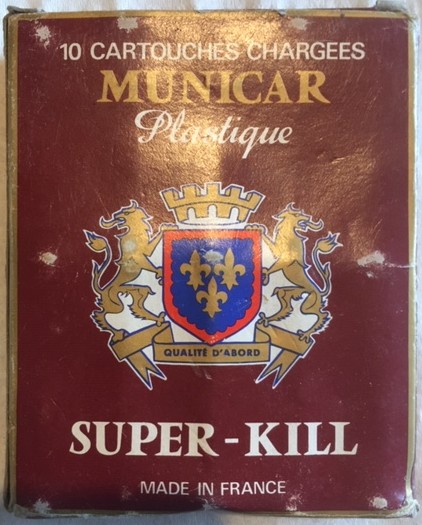 10 CARTOUCHES CHARGEES
MUNICAR
Plastique
QUALITÉ D'ABORD
SUPER-KILL
MADE IN FRANCE